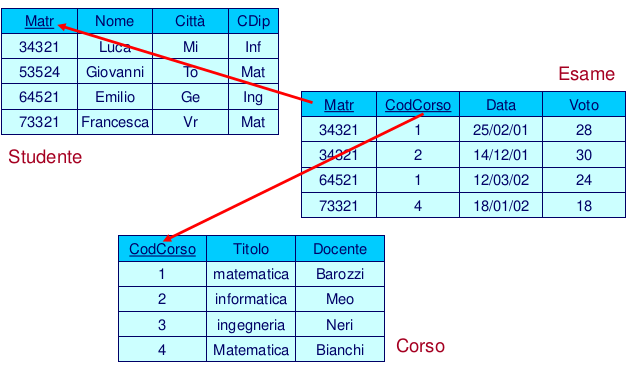 Matr Nome Città CDip
34321 Luca Mi Inf
53524 Giovanni To Mat
64521 Emilio Ge Ing
73321 Francesca Vr Mat
Studente
Esame
Matr CodCorso Data Voto
34321 1 25/02/01 28
34321 2 14/12/01 30
64521 1 12/03/02 24
73321 4 18/01/02 18
CodCorso Titolo Docente
1 matematica Barozzi
2 informatica Meo
3 ingegneria Neri
4 Matematica Bianchi
Corso